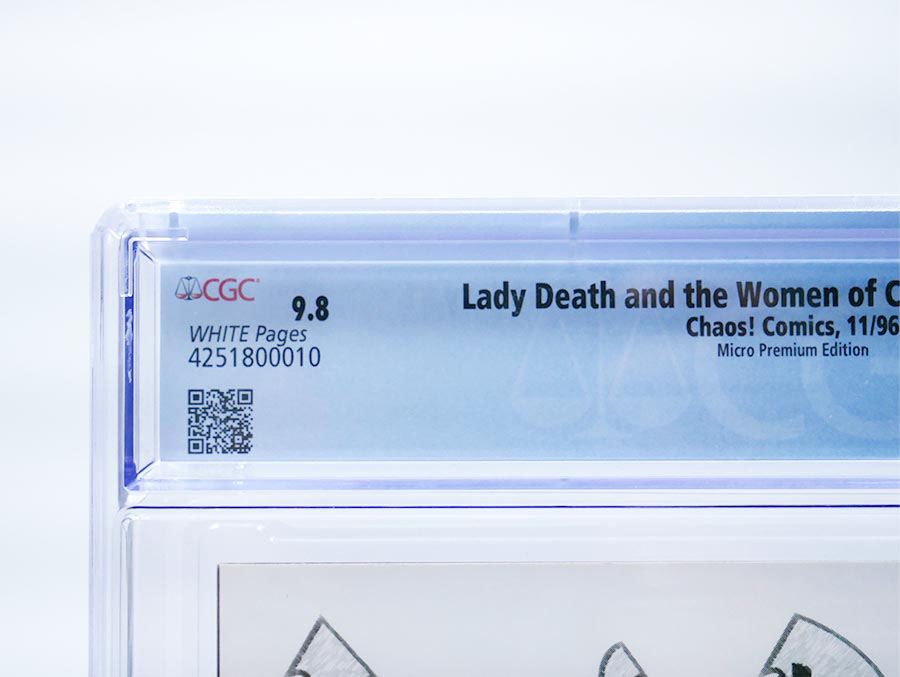 CGC
9.8
WHITE Pages
4251800010
Lady Death and the Women of C
Chaos! Comics, 11/96
Micro Premium Edition
CG